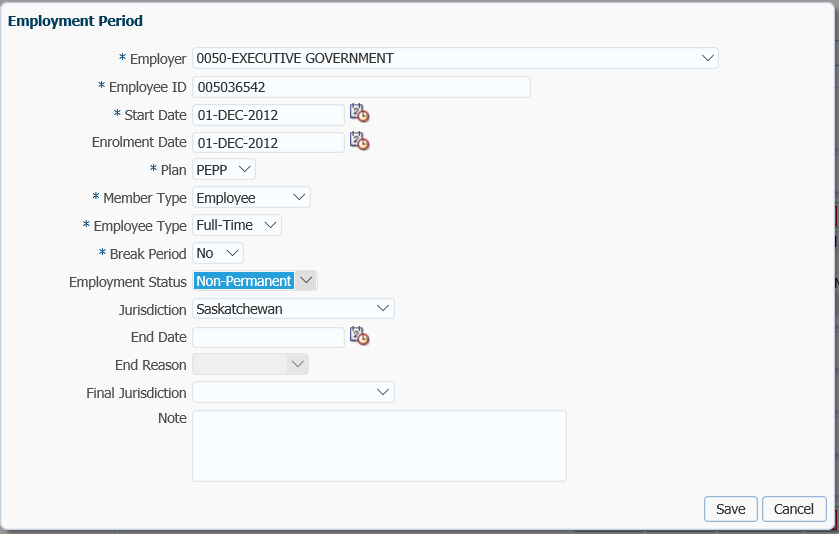 Employment Period
* Employer 0050-EXECUTIVE GOVERNMENT
* Employee ID 005036542
* Start Date 01-DEC-2012
Enrolment Date 01-DEC-2012
* Plan PEPP
* Member Type Employee
* Employee Type Full-Time
* Break Period No
Employment Status Non-Permanent
Jurisdiction Saskatchewan
End Date
End Reason
Final Jurisdiction
Note
Save Cancel